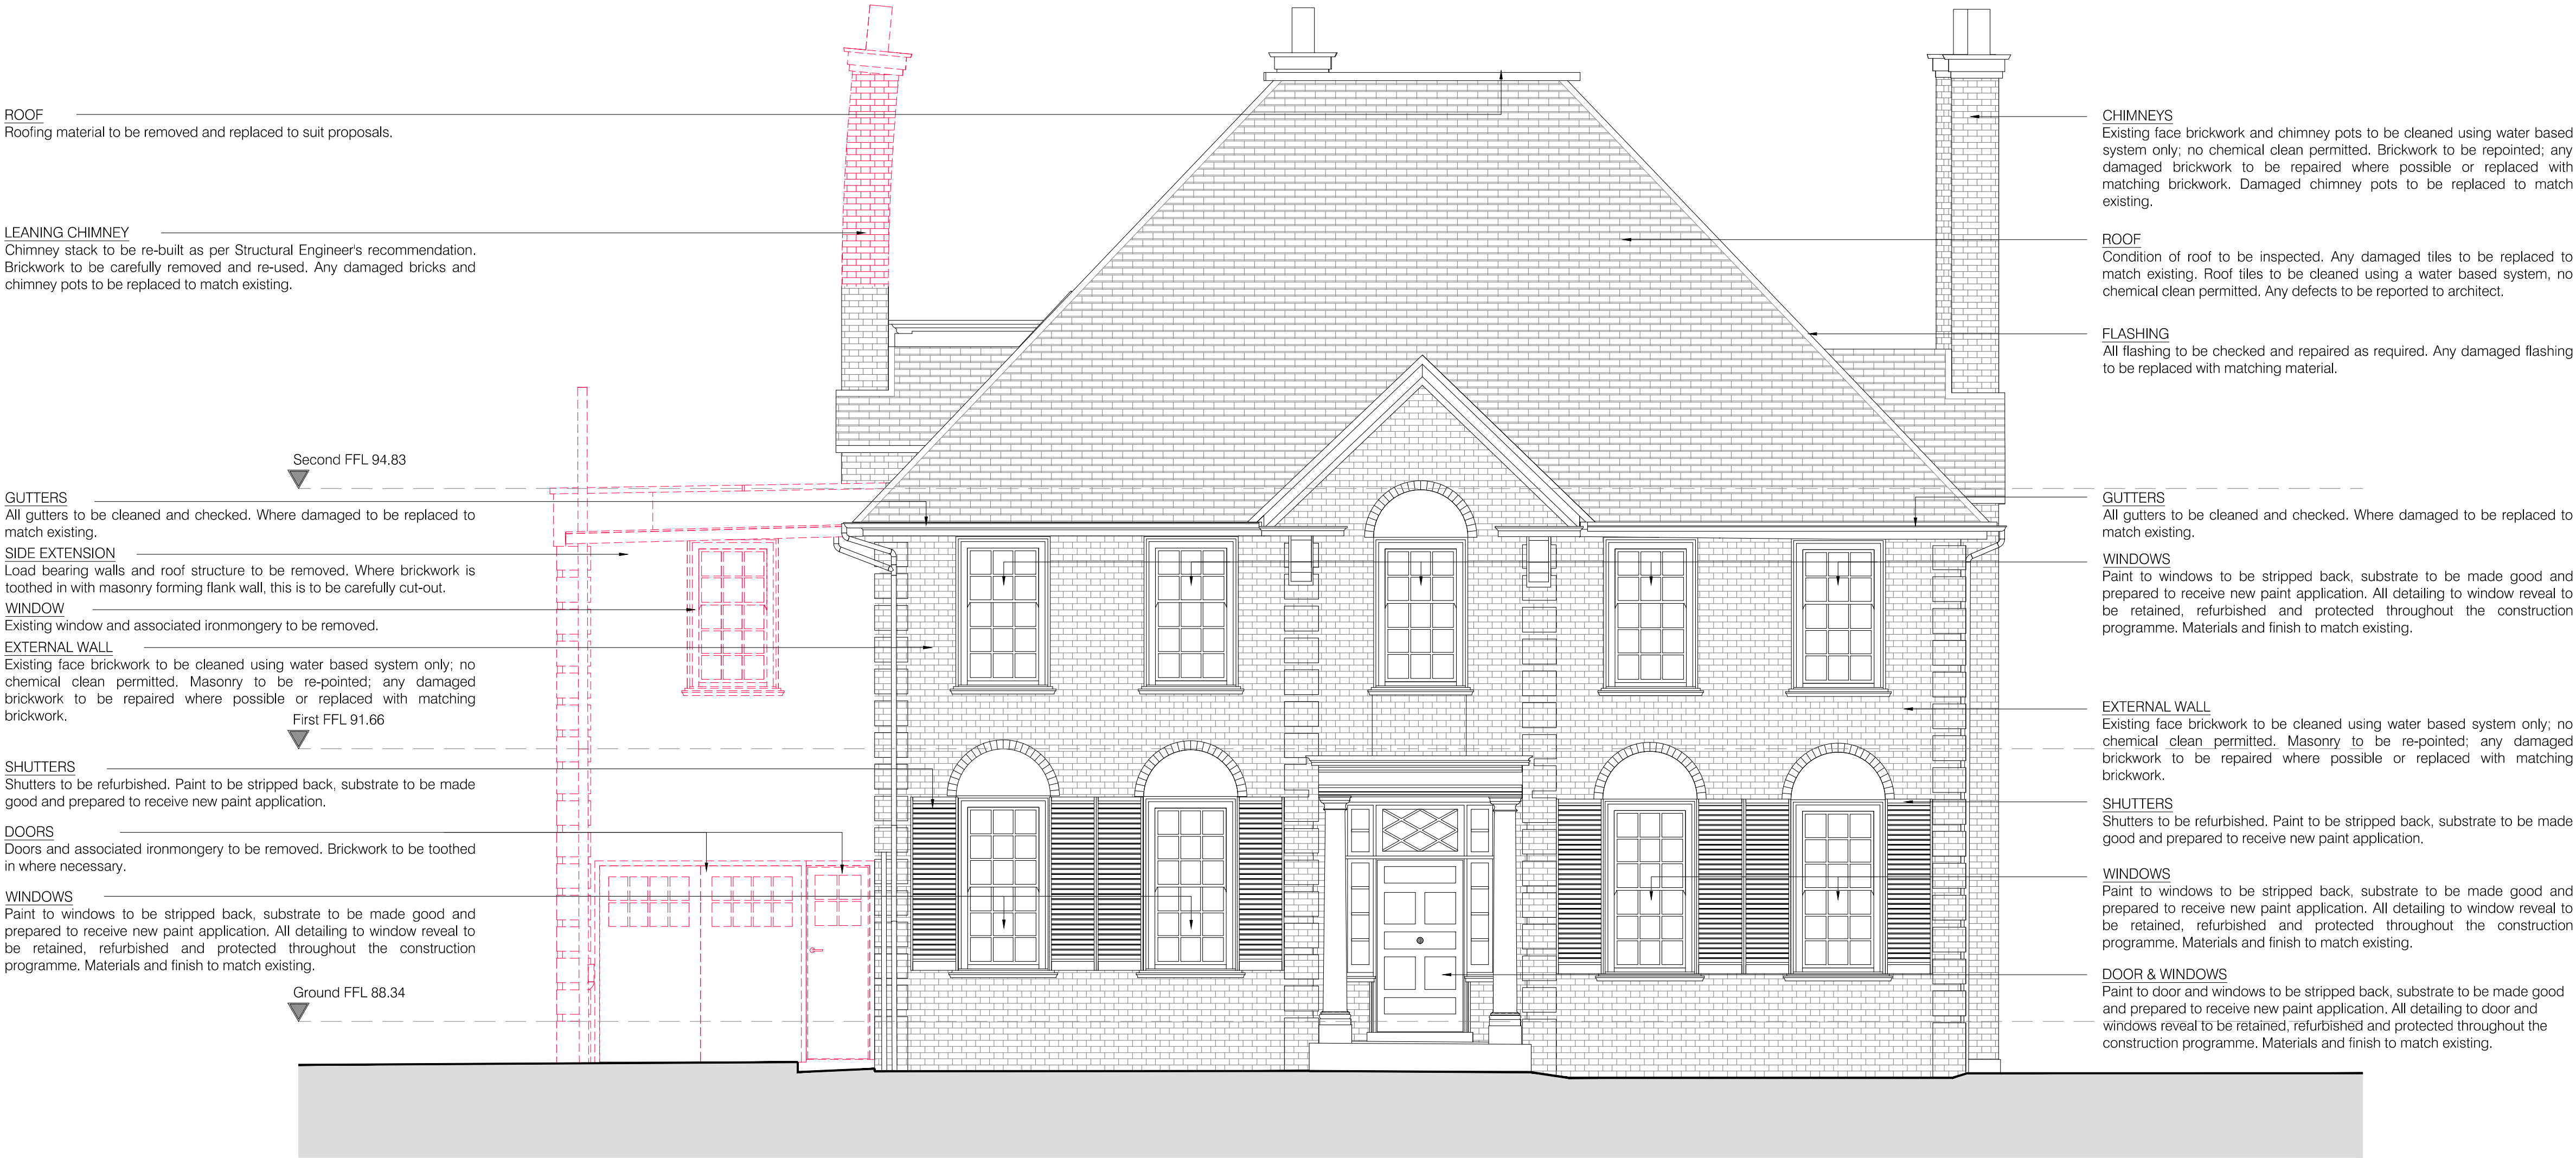 ROOF
Roofing material to be removed and replaced to suit proposals.
LEANING CHIMNEY
Chimney stack to be re-built as per Structural Engineer's recommendation.
Brickwork to be carefully removed and re-used. Any damaged bricks and
chimney pots to be replaced to match existing.
Second FFL 94.83
GUTTERS
All gutters to be cleaned and checked. Where damaged to be replaced to
match existing.
SIDE EXTENSION
Load bearing walls and roof structure to be removed. Where brickwork is
toothed in with masonry forming flank wall, this is to be carefully cut-out.
WINDOW
Existing window and associated ironmongery to be removed.
EXTERNAL WALL
Existing face brickwork to be cleaned using water based system only; no
chemical clean permitted. Masonry to be re-pointed; any damaged
brickwork to be repaired where possible or replaced with matching
brickwork.
First FFL 91.66
SHUTTERS
Shutters to be refurbished. Paint to be stripped back, substrate to be made
good and prepared to receive new paint application.
DOORS
Doors and associated ironmongery to be removed. Brickwork to be toothed
in where necessary.
WINDOWS
Paint to windows to be stripped back, substrate to be made good and
prepared to receive new paint application. All detailing to window reveal to
be retained, refurbished and protected throughout the construction
programme. Materials and finish to match existing.
Ground FFL 88.34
CHIMNEYS
Existing face brickwork and chimney pots to be cleaned using water based
system only; no chemical clean permitted. Brickwork to be repointed; any
damaged brickwork to be repaired where possible or replaced with
matching brickwork. Damaged chimney pots to be replaced to match
existing.
ROOF
Condition of roof to be inspected. Any damaged tiles to be replaced to
match existing. Roof tiles to be cleaned using a water based system, no
chemical clean permitted. Any defects to be reported to architect.
FLASHING
All flashing to be checked and repaired as required. Any damaged flashing
to be replaced with matching material.
GUTTERS
All gutters to be cleaned and checked. Where damaged to be replaced to
match existing.
WINDOWS
Paint to windows to be stripped back, substrate to be made good and
prepared to receive new paint application. All detailing to window reveal to
be retained, refurbished and protected throughout the construction
programme. Materials and finish to match existing.
EXTERNAL WALL
Existing face brickwork to be cleaned using water based system only; no
chemical clean permitted. Masonry to be re-pointed; any damaged
brickwork to be repaired where possible or replaced with matching
brickwork.
SHUTTERS
Shutters to be refurbished. Paint to be stripped back, substrate to be made
good and prepared to receive new paint application.
WINDOWS
Paint to windows to be stripped back, substrate to be made good and
prepared to receive new paint application. All detailing to window reveal to
be retained, refurbished and protected throughout the construction
programme. Materials and finish to match existing.
DOOR & WINDOWS
Paint to door and windows to be stripped back, substrate to be made good
and prepared to receive new paint application. All detailing to door and
windows reveal to be retained, refurbished and protected throughout the
construction programme. Materials and finish to match existing.